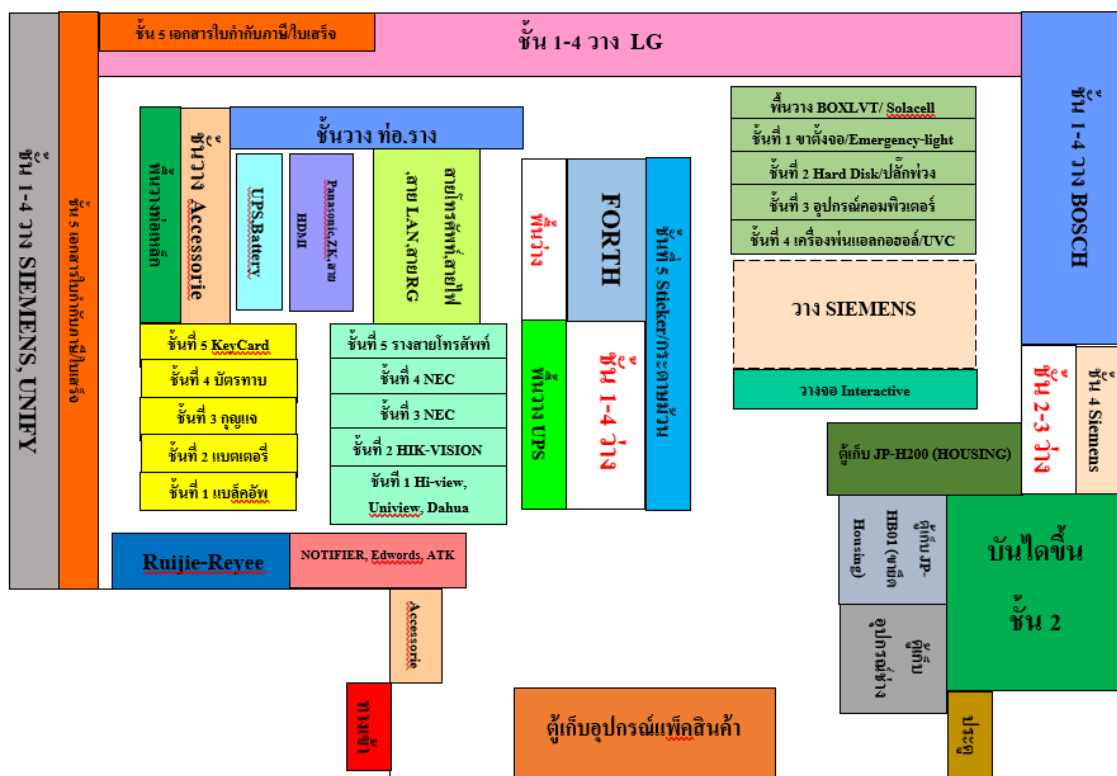 ชั้น 5 เอกสารใบกำกับภาษี/ใบเสร็จ
ชั้น 1-4 วาง LG
ชั้น 1-4 วาง SIEMENS, UNIFY
ชั้น 5 เอกสารใบกำกับภาษี/ใบเสร็จ
ชั้น 1-4 วาง BOSCH
พื้นวางท่อเหล็ก
ชั้นวาง Accessorie
ชั้นวาง ท่อ.ราง
UPS,Battery
Panasonic,ZK,สาย
HDMI
สายโทรศัพท์,สายไฟ
,สาย LAN,สาย RG
พื้นว่าง
FORTH
ชั้นที่ 5 Sticker/กระดาษม้วน
พื้นวาง BOXLVT/ Solacell
ชั้นที่ 1 ขาตั้งจอ/Emergency-light
ชั้นที่ 2 Hard Disk/ปลั๊กพ่วง
ชั้นที่ 3 อุปกรณ์คอมพิวเตอร์
ชั้นที่ 4 เครื่องพ่นแอลกอฮอล์/UVC
วาง SIEMENS
วางจอ Interactive
ชั้นที่ 5 KeyCard
ชั้นที่ 4 บัตรทาบ
ชั้นที่ 3 กุญแจ
ชั้นที่ 2 แบตเตอรี่
ชั้นที่ 1 แบล็คอัพ
ชั้นที่ 5 รางสายโทรศัพท์
ชั้นที่ 4 NEC
ชั้นที่ 3 NEC
ชั้นที่ 2 HIK-VISION
ชั้นที่ 1 Hi-view,
Uniview, Dahua
พื้นวาง UPS
ชั้น 1-4 ว่าง
ชั้น 2-3 ว่าง
ชั้น 4 Siemens
ตู้เก็บ JP-H200 (HOUSING)
ตู้เก็บ JP-
HB01 (ขายึด
Housing)
บันไดขึ้น
ชั้น 2
ตู้เก็บ
อุปกรณ์ช่าง
ประตู
Ruijie-Reyee
NOTIFIER, Edwords, ATK
Accessorie
ทางเข้า
ตู้เก็บอุปกรณ์แพ็คสินค้า